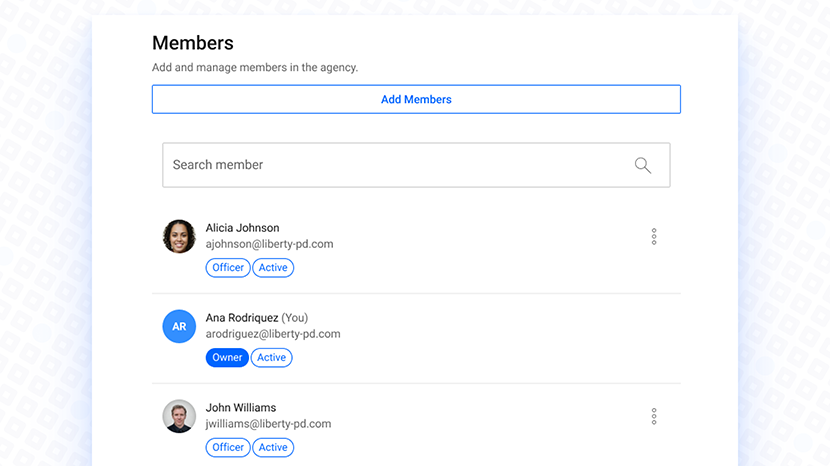 Members
Add and manage members in the agency.
Add Members
Search member
Alicia Johnson
ajohnson@liberty-pd.com
Officer Active
AR
Ana Rodriquez (You)
arodriguez@liberty-pd.com
Owner Active
John Williams
jwilliams@liberty-pd.com
Officer Active